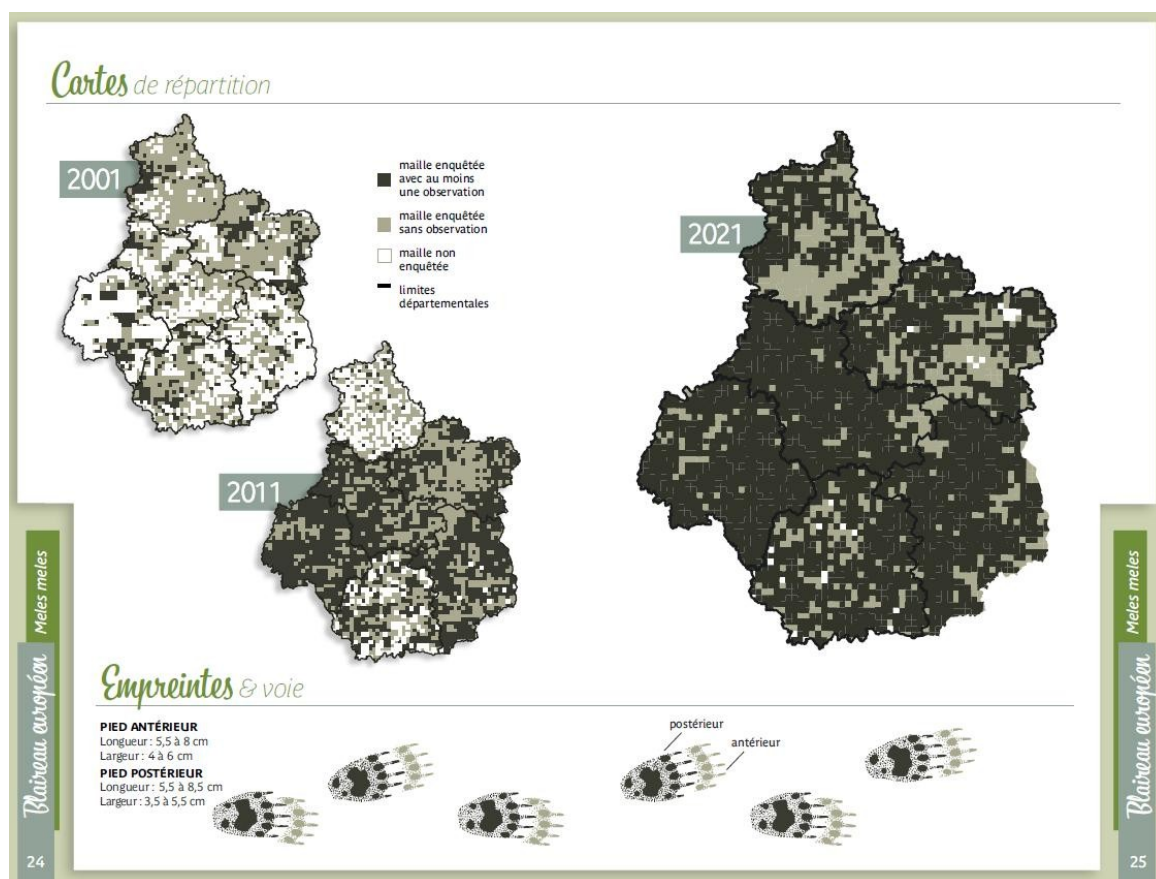 Cartes de répartition
2001
maille enquêtée
avec au moins
une observation
maille enquêtée
sans observation
maille non
enquêtée
limites
départementales
2011
2021
Empreintes & voie
PIED ANTÉRIEUR
Longueur : 5,5 à 8 cm
Largeur : 4 à 6 cm
PIED POSTÉRIEUR
Longueur : 5,5 à 8,5 cm
Largeur : 3,5 à 5,5 cm
postérieur
antérieur
Blaireau européen
Meles meles
24
Blaireau européen
Meles meles
25